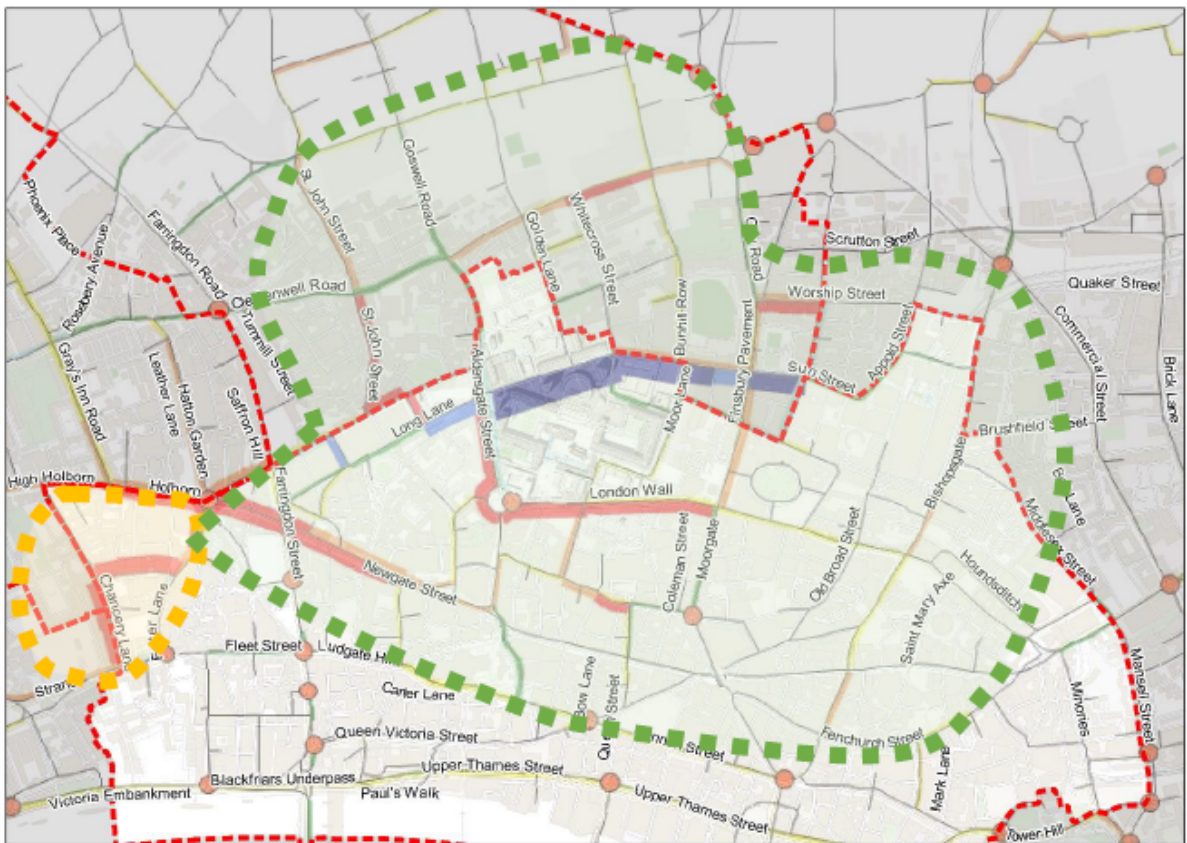 Phoenix Place
Rosebery Avenue
Farringdon Road
Turnmill Street
Gray's Inn Road
Leather Lane
Hatton Garden
Saffron Hill
High Holborn
Holborn
St. John Street
Goswell Road
Road
St John Street
Golden Lane
Whitecross Street
Bunhill Row
Finsbury Pavement
Road
Scrutton Street
Worship Street
Quaker Street
Commercial Street
Brick Lane
Appold Street
Sun Street
Moor Lane
Long Lane
Aldersgate Street
Brushfield Street
Lane
Middlesex Street
Bishopsgate
London Wall
Farringdon Street
Newgate Street
Coleman Street
Moorgate
Old Broad Street
Saint Mary Axe
Houndsditch
Chancery Lane
Lane
Fleet Street
Ludgate Hill
Carter Lane
Bow Lane
Street
Street
Fenchurch Street
Mark Lane
Minories
Mansell Street
Queen Victoria Street
Upper Thames Street
Blackfriars Underpass
Victoria Embankment
Paul's Walk
Upper Thames Street
Tower Hill